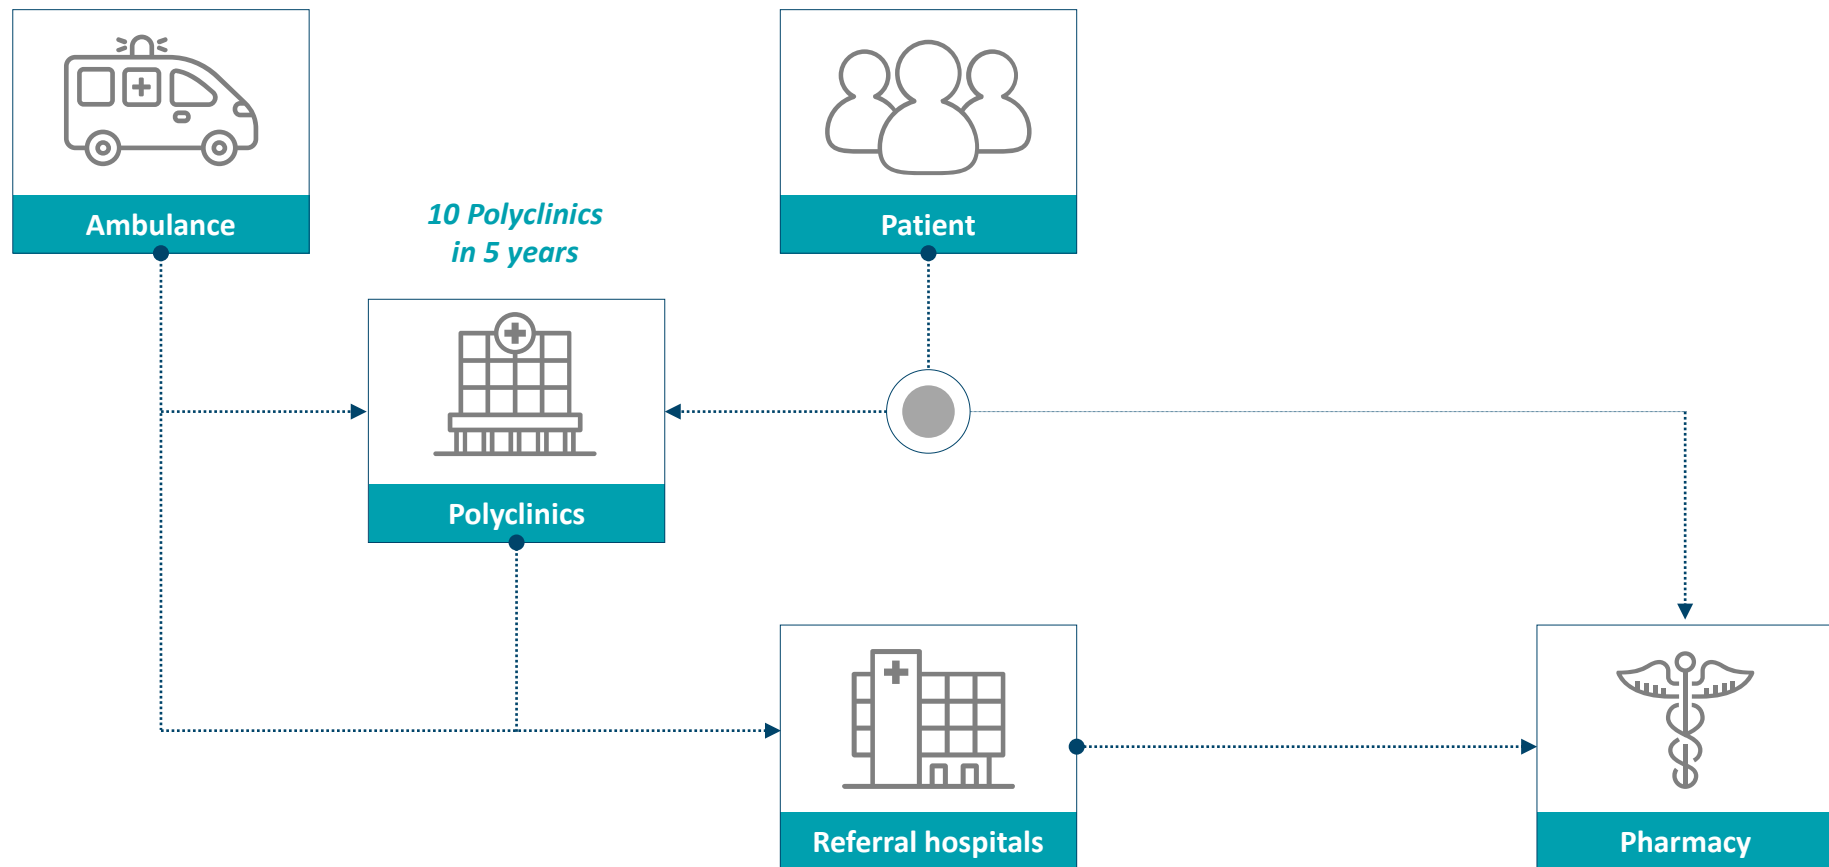 Ambulance
10 Polyclinics
in 5 years
Patient
Polyclinics
Referral hospitals
Pharmacy